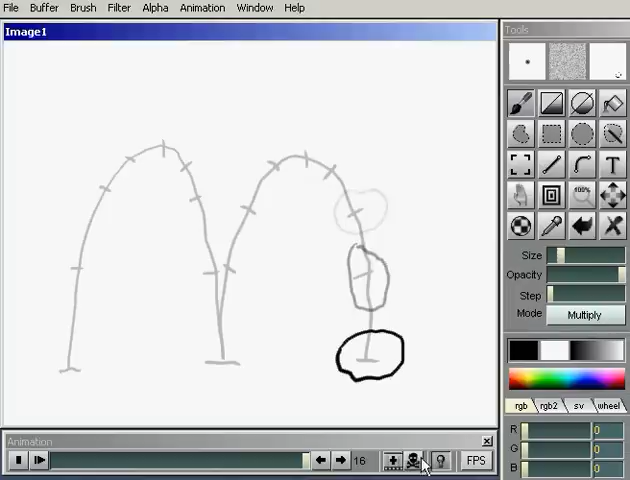 File Buffer Brush Filter Alpha Animation Window Help
Image1
Tools
T
100%
Size
Opacity
Step
Mode Multiply
rgb rgb2 sv wheel
R 0
G 0
B 0
Animation
16 FPS